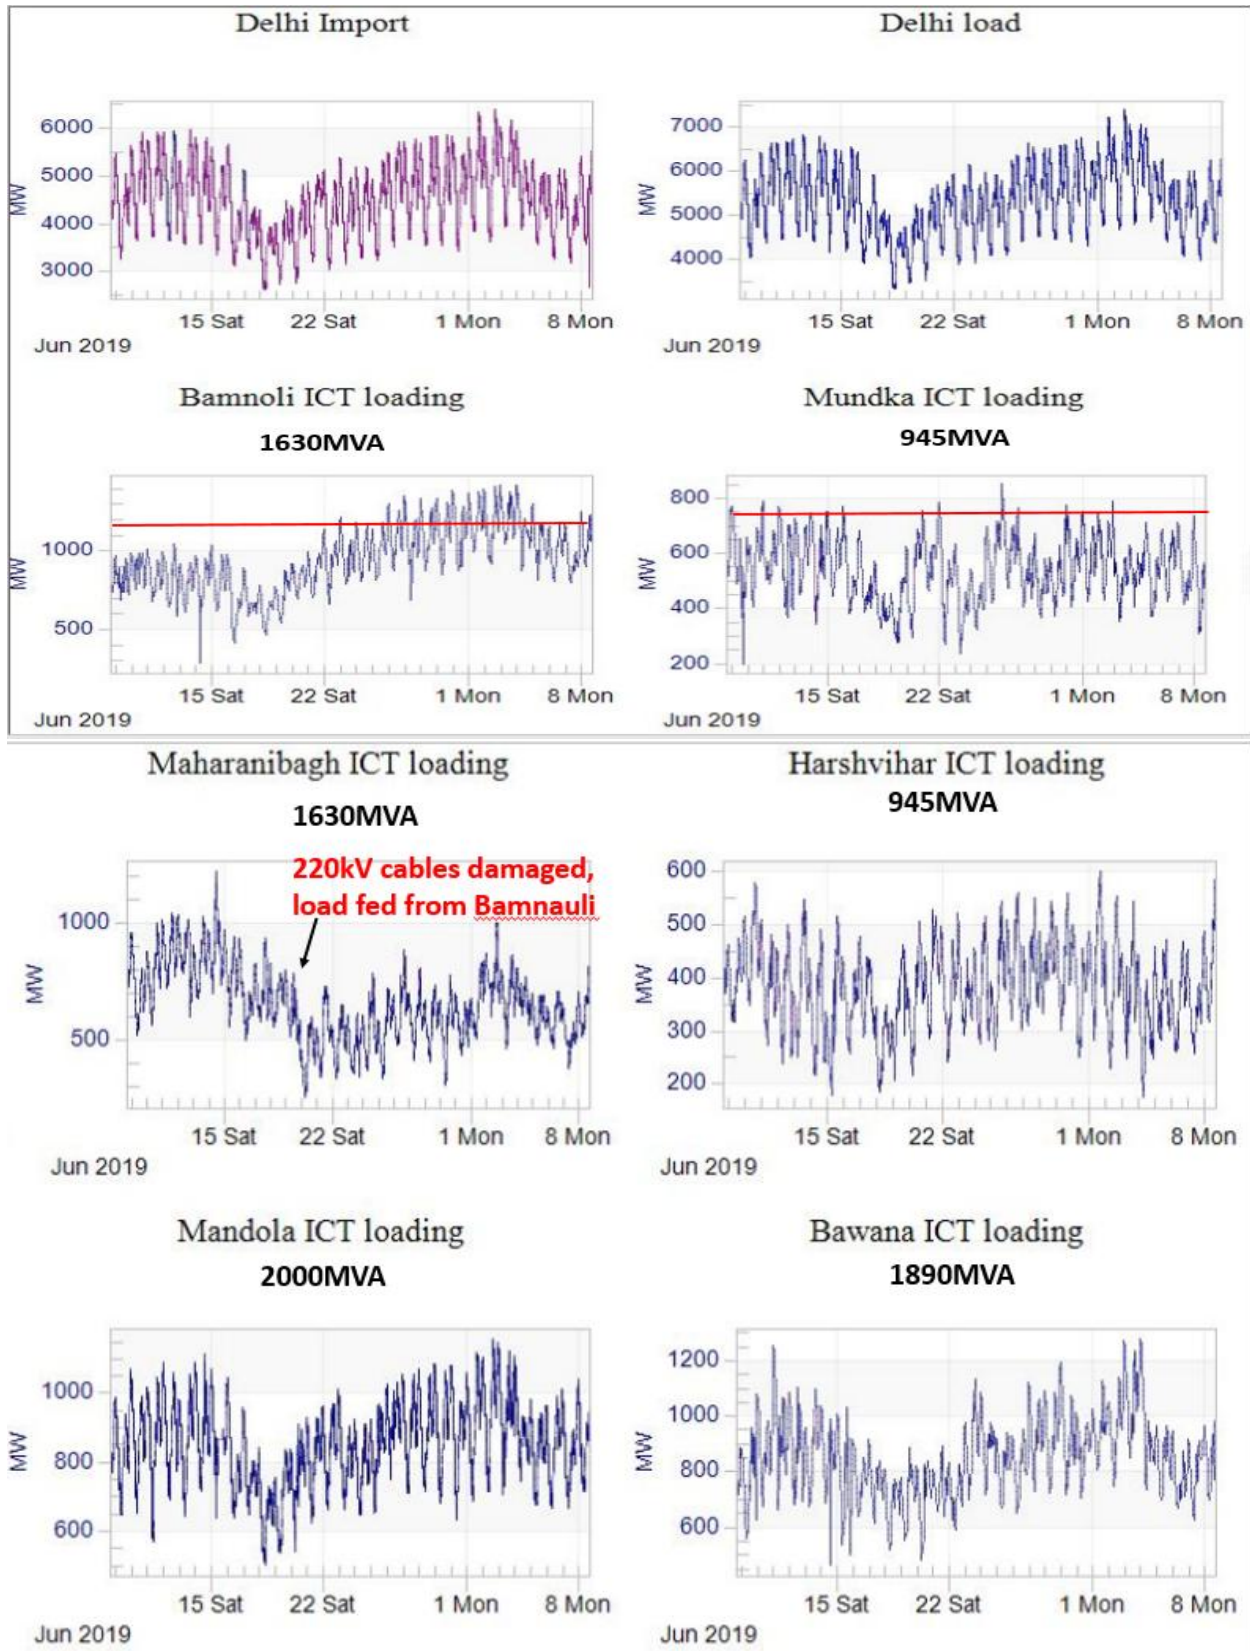 Delhi Import
MW
6000
5000
4000
3000
15 Sat 22 Sat 1 Mon 8 Mon
Jun 2019
Delhi load
MW
7000
6000
5000
4000
15 Sat 22 Sat 1 Mon 8 Mon
Jun 2019
Bamnoli ICT loading
1630MVA
MW
1000
500
15 Sat 22 Sat 1 Mon 8 Mon
Jun 2019
Mundka ICT loading
945MVA
MW
800
600
400
200
15 Sat 22 Sat 1 Mon 8 Mon
Jun 2019
Maharanibagh ICT loading
1630MVA
220kV cables damaged,
load fed from Bamnauli
MW
1000
500
15 Sat 22 Sat 1 Mon 8 Mon
Jun 2019
Harshvihar ICT loading
945MVA
MW
600
500
400
300
200
15 Sat 22 Sat 1 Mon 8 Mon
Jun 2019
Mandola ICT loading
2000MVA
MW
1000
800
600
15 Sat 22 Sat 1 Mon 8 Mon
Jun 2019
Bawana ICT loading
1890MVA
MW
1200
1000
800
600
15 Sat 22 Sat 1 Mon 8 Mon
Jun 2019